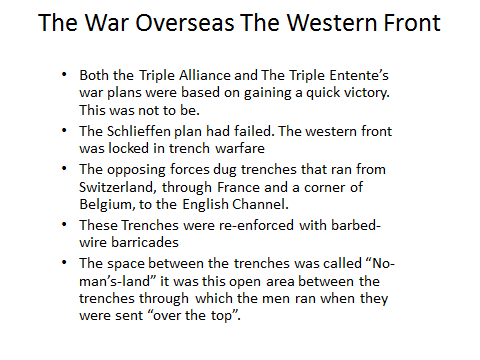 The War Overseas The Western Front
• Both the Triple Alliance and The Triple Entente’s
war plans were based on gaining a quick victory.
This was not to be.
• The Schlieffen plan had failed. The western front
was locked in trench warfare
• The opposing forces dug trenches that ran from
Switzerland, through France and a corner of
Belgium, to the English Channel.
• These Trenches were re-enforced with barbed-
wire barricades
• The space between the trenches was called “No-
man’s-land” it was this open area between the
trenches through which the men ran when they
were sent “over the top”.